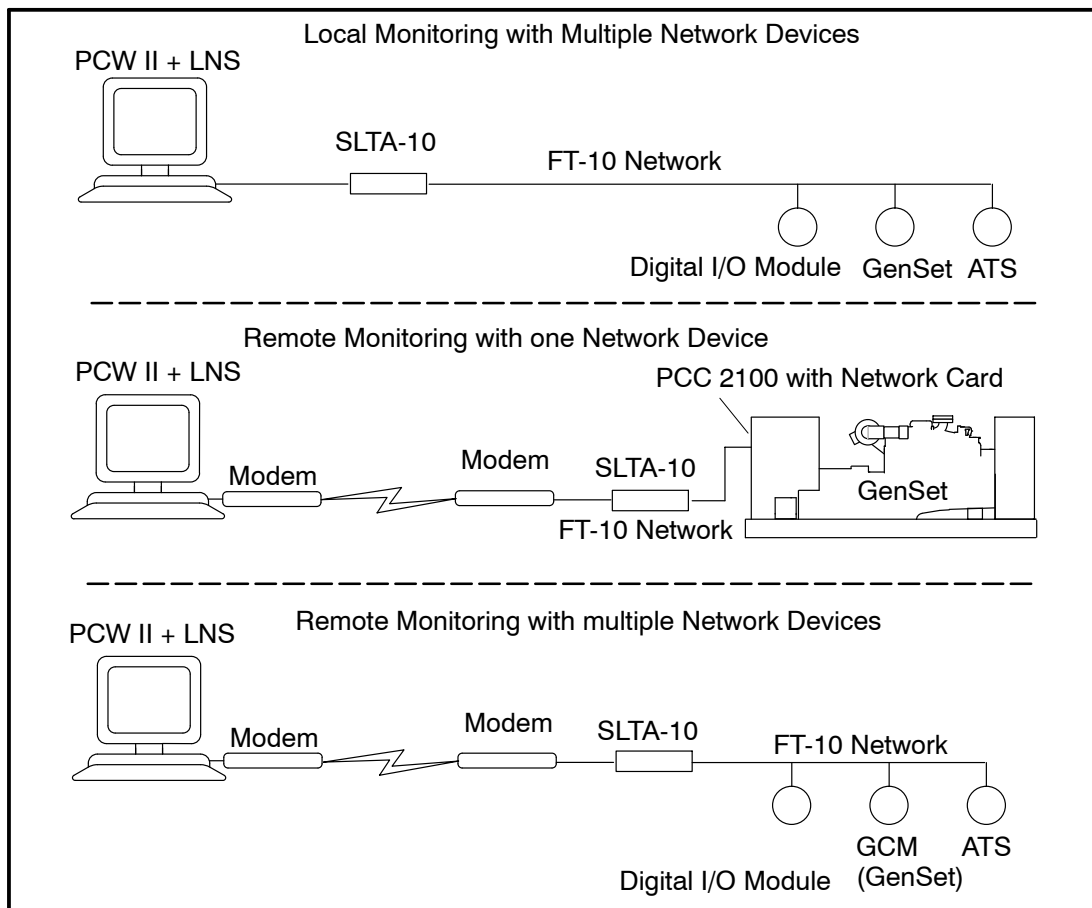 Local Monitoring with Multiple Network Devices
PCW II + LNS
SLTA-10
FT-10 Network
Digital I/O Module
GenSet
ATS
Remote Monitoring with one Network Device
PCW II + LNS
PCC 2100 with Network Card
Modem
Modem
SLTA-10
GenSet
FT-10 Network
Remote Monitoring with multiple Network Devices
PCW II + LNS
Modem
Modem
SLTA-10
FT-10 Network
GCM
(GenSet)
ATS
Digital I/O Module